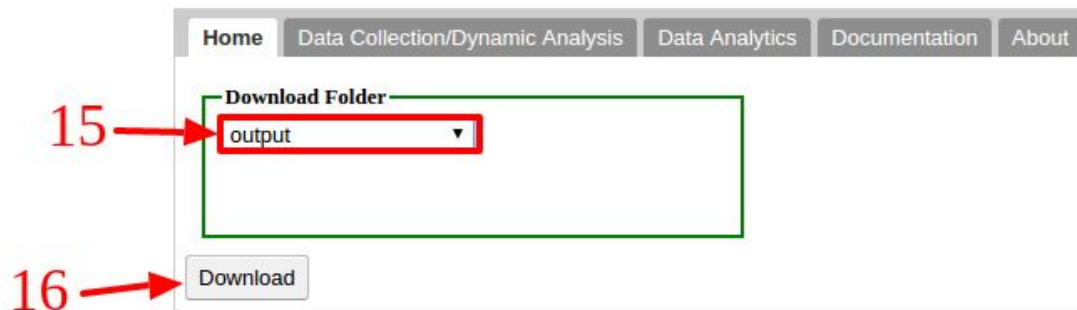 Home Data Collection/Dynamic Analysis Data Analytics Documentation About
Download Folder
15 output
Download
16